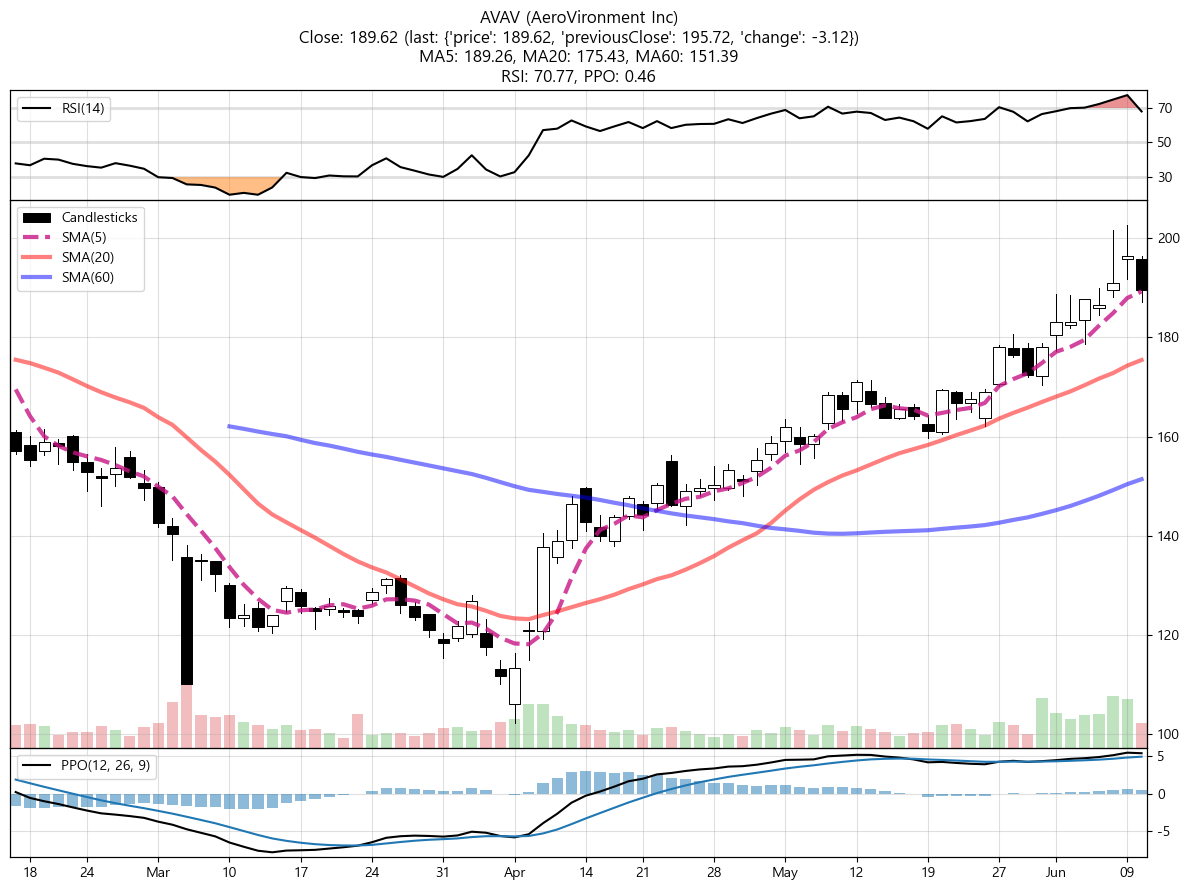 AVAV (AeroVironment Inc)
Close: 189.62 (last: {'price': 189.62, 'previousClose': 195.72, 'change': -3.12})
MA5: 189.26, MA20: 175.43, MA60: 151.39
RSI: 70.77, PPO: 0.46
RSI(14)
70
50
30
Candlesticks
SMA(5)
SMA(20)
SMA(60)
200
180
160
140
120
100
PPO(12, 26, 9)
5
0
-5
18 24 Mar 10 17 24 31 Apr 14 21 28 May 12 19 27 Jun 09